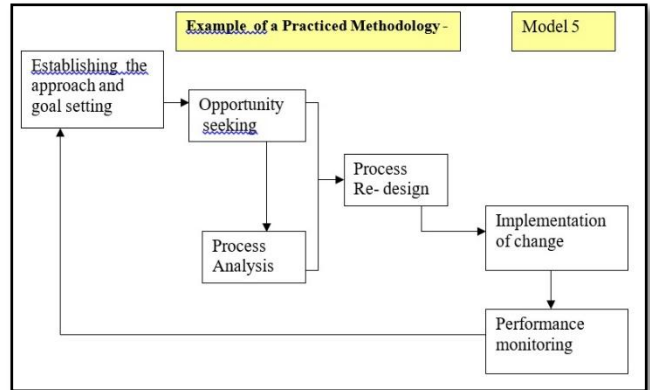 Example of a Practiced Methodology -
Model 5
Establishing the
approach and
goal setting
Opportunity
seeking
Process
Analysis
Process
Re- design
Implementation
of change
Performance
monitoring